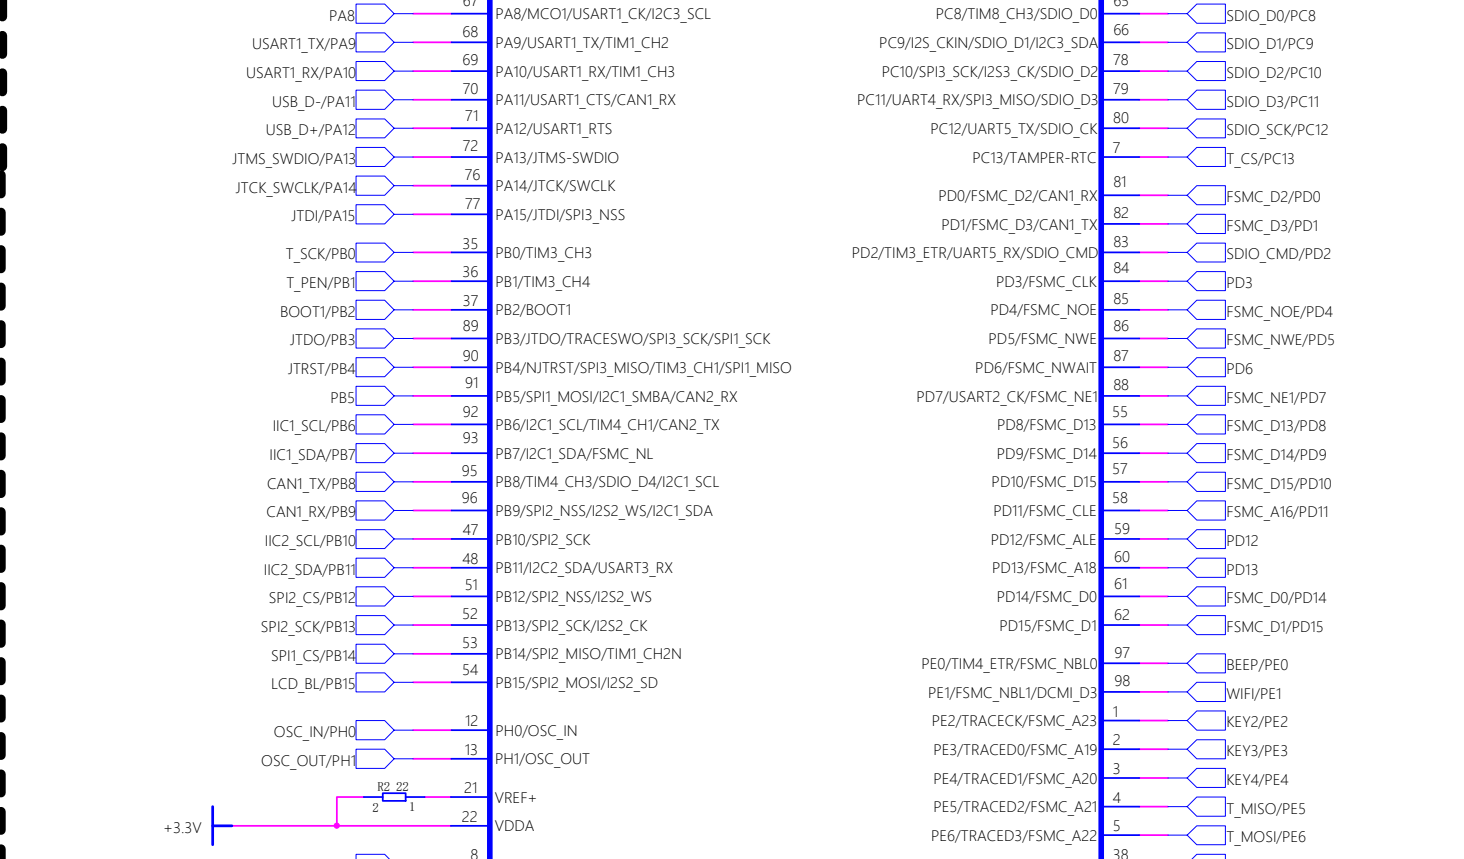 PA8 67 PA8/MCO1/USART1_CK/I2C3_SCL PC8/TIM8_CH3/SDIO_D0 65 SDIO_D0/PC8
USART1_TX/PA9 68 PA9/USART1_TX/TIM1_CH2 PC9/I2S_CKIN/SDIO_D1/I2C3_SDA 66 SDIO_D1/PC9
USART1_RX/PA10 69 PA10/USART1_RX/TIM1_CH3 PC10/SPI3_SCK/I2S3_CK/SDIO_D2 78 SDIO_D2/PC10
USB_D-/PA11 70 PA11/USART1_CTS/CAN1_RX PC11/UART4_RX/SPI3_MISO/SDIO_D3 79 SDIO_D3/PC11
USB_D+/PA12 71 PA12/USART1_RTS PC12/UART5_TX/SDIO_CK 80 SDIO_SCK/PC12
JTMS_SWDIO/PA13 72 PA13/JTMS-SWDIO PC13/TAMPER-RTC 7 T_CS/PC13
JTCK_SWCLK/PA14 76 PA14/JTCK/SWCLK PD0/FSMC_D2/CAN1_RX 81 FSMC_D2/PD0
JTDI/PA15 77 PA15/JTDI/SPI3_NSS PD1/FSMC_D3/CAN1_TX 82 FSMC_D3/PD1
T_SCK/PB0 35 PB0/TIM3_CH3 PD2/TIM3_ETR/UART5_RX/SDIO_CMD 83 SDIO_CMD/PD2
T_PEN/PB1 36 PB1/TIM3_CH4 PD3/FSMC_CLK 84 PD3
BOOT1/PB2 37 PB2/BOOT1 PD4/FSMC_NOE 85 FSMC_NOE/PD4
JTDO/PB3 89 PB3/JTDO/TRACESWO/SPI3_SCK/SPI1_SCK PD5/FSMC_NWE 86 FSMC_NWE/PD5
JTRST/PB4 90 PB4/NJTRST/SPI3_MISO/TIM3_CH1/SPI1_MISO PD6/FSMC_NWAIT 87 PD6
PB5 91 PB5/SPI1_MOSI/I2C1_SMBA/CAN2_RX PD7/USART2_CK/FSMC_NE1 88 FSMC_NE1/PD7
IIC1_SCL/PB6 92 PB6/I2C1_SCL/TIM4_CH1/CAN2_TX PD8/FSMC_D13 55 FSMC_D13/PD8
IIC1_SDA/PB7 93 PB7/I2C1_SDA/FSMC_NL PD9/FSMC_D14 56 FSMC_D14/PD9
CAN1_TX/PB8 95 PB8/TIM4_CH3/SDIO_D4/I2C1_SCL PD10/FSMC_D15 57 FSMC_D15/PD10
CAN1_RX/PB9 96 PB9/SPI2_NSS/I2S2_WS/I2C1_SDA PD11/FSMC_CLE 58 FSMC_A16/PD11
IIC2_SCL/PB10 47 PB10/SPI2_SCK PD12/FSMC_ALE 59 PD12
IIC2_SDA/PB11 48 PB11/I2C2_SDA/USART3_RX PD13/FSMC_A18 60 PD13
SPI2_CS/PB12 51 PB12/SPI2_NSS/I2S2_WS PD14/FSMC_D0 61 FSMC_D0/PD14
SPI2_SCK/PB13 52 PB13/SPI2_SCK/I2S2_CK PD15/FSMC_D1 62 FSMC_D1/PD15
SPI1_CS/PB14 53 PB14/SPI2_MISO/TIM1_CH2N PE0/TIM4_ETR/FSMC_NBL0 97 BEEP/PE0
LCD_BL/PB15 54 PB15/SPI2_MOSI/I2S2_SD PE1/FSMC_NBL1/DCMI_D3 98 WIFI/PE1
OSC_IN/PH0 12 PH0/OSC_IN PE2/TRACECK/FSMC_A23 1 KEY2/PE2
OSC_OUT/PH1 13 PH1/OSC_OUT PE3/TRACED0/FSMC_A19 2 KEY3/PE3
PE4/TRACED1/FSMC_A20 3 KEY4/PE4
R2 22
2 1
21 VREF+ PE5/TRACED2/FSMC_A21 4 T_MISO/PE5
+3.3V 22 VDDA PE6/TRACED3/FSMC_A22 5 T_MOSI/PE6
8 38